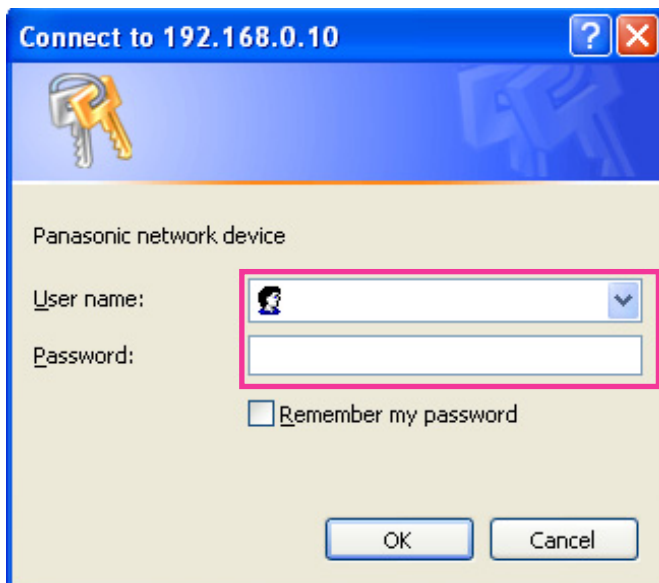 Connect to 192.168.0.10
Panasonic network device
User name:
Password:
Remember my password
OK Cancel